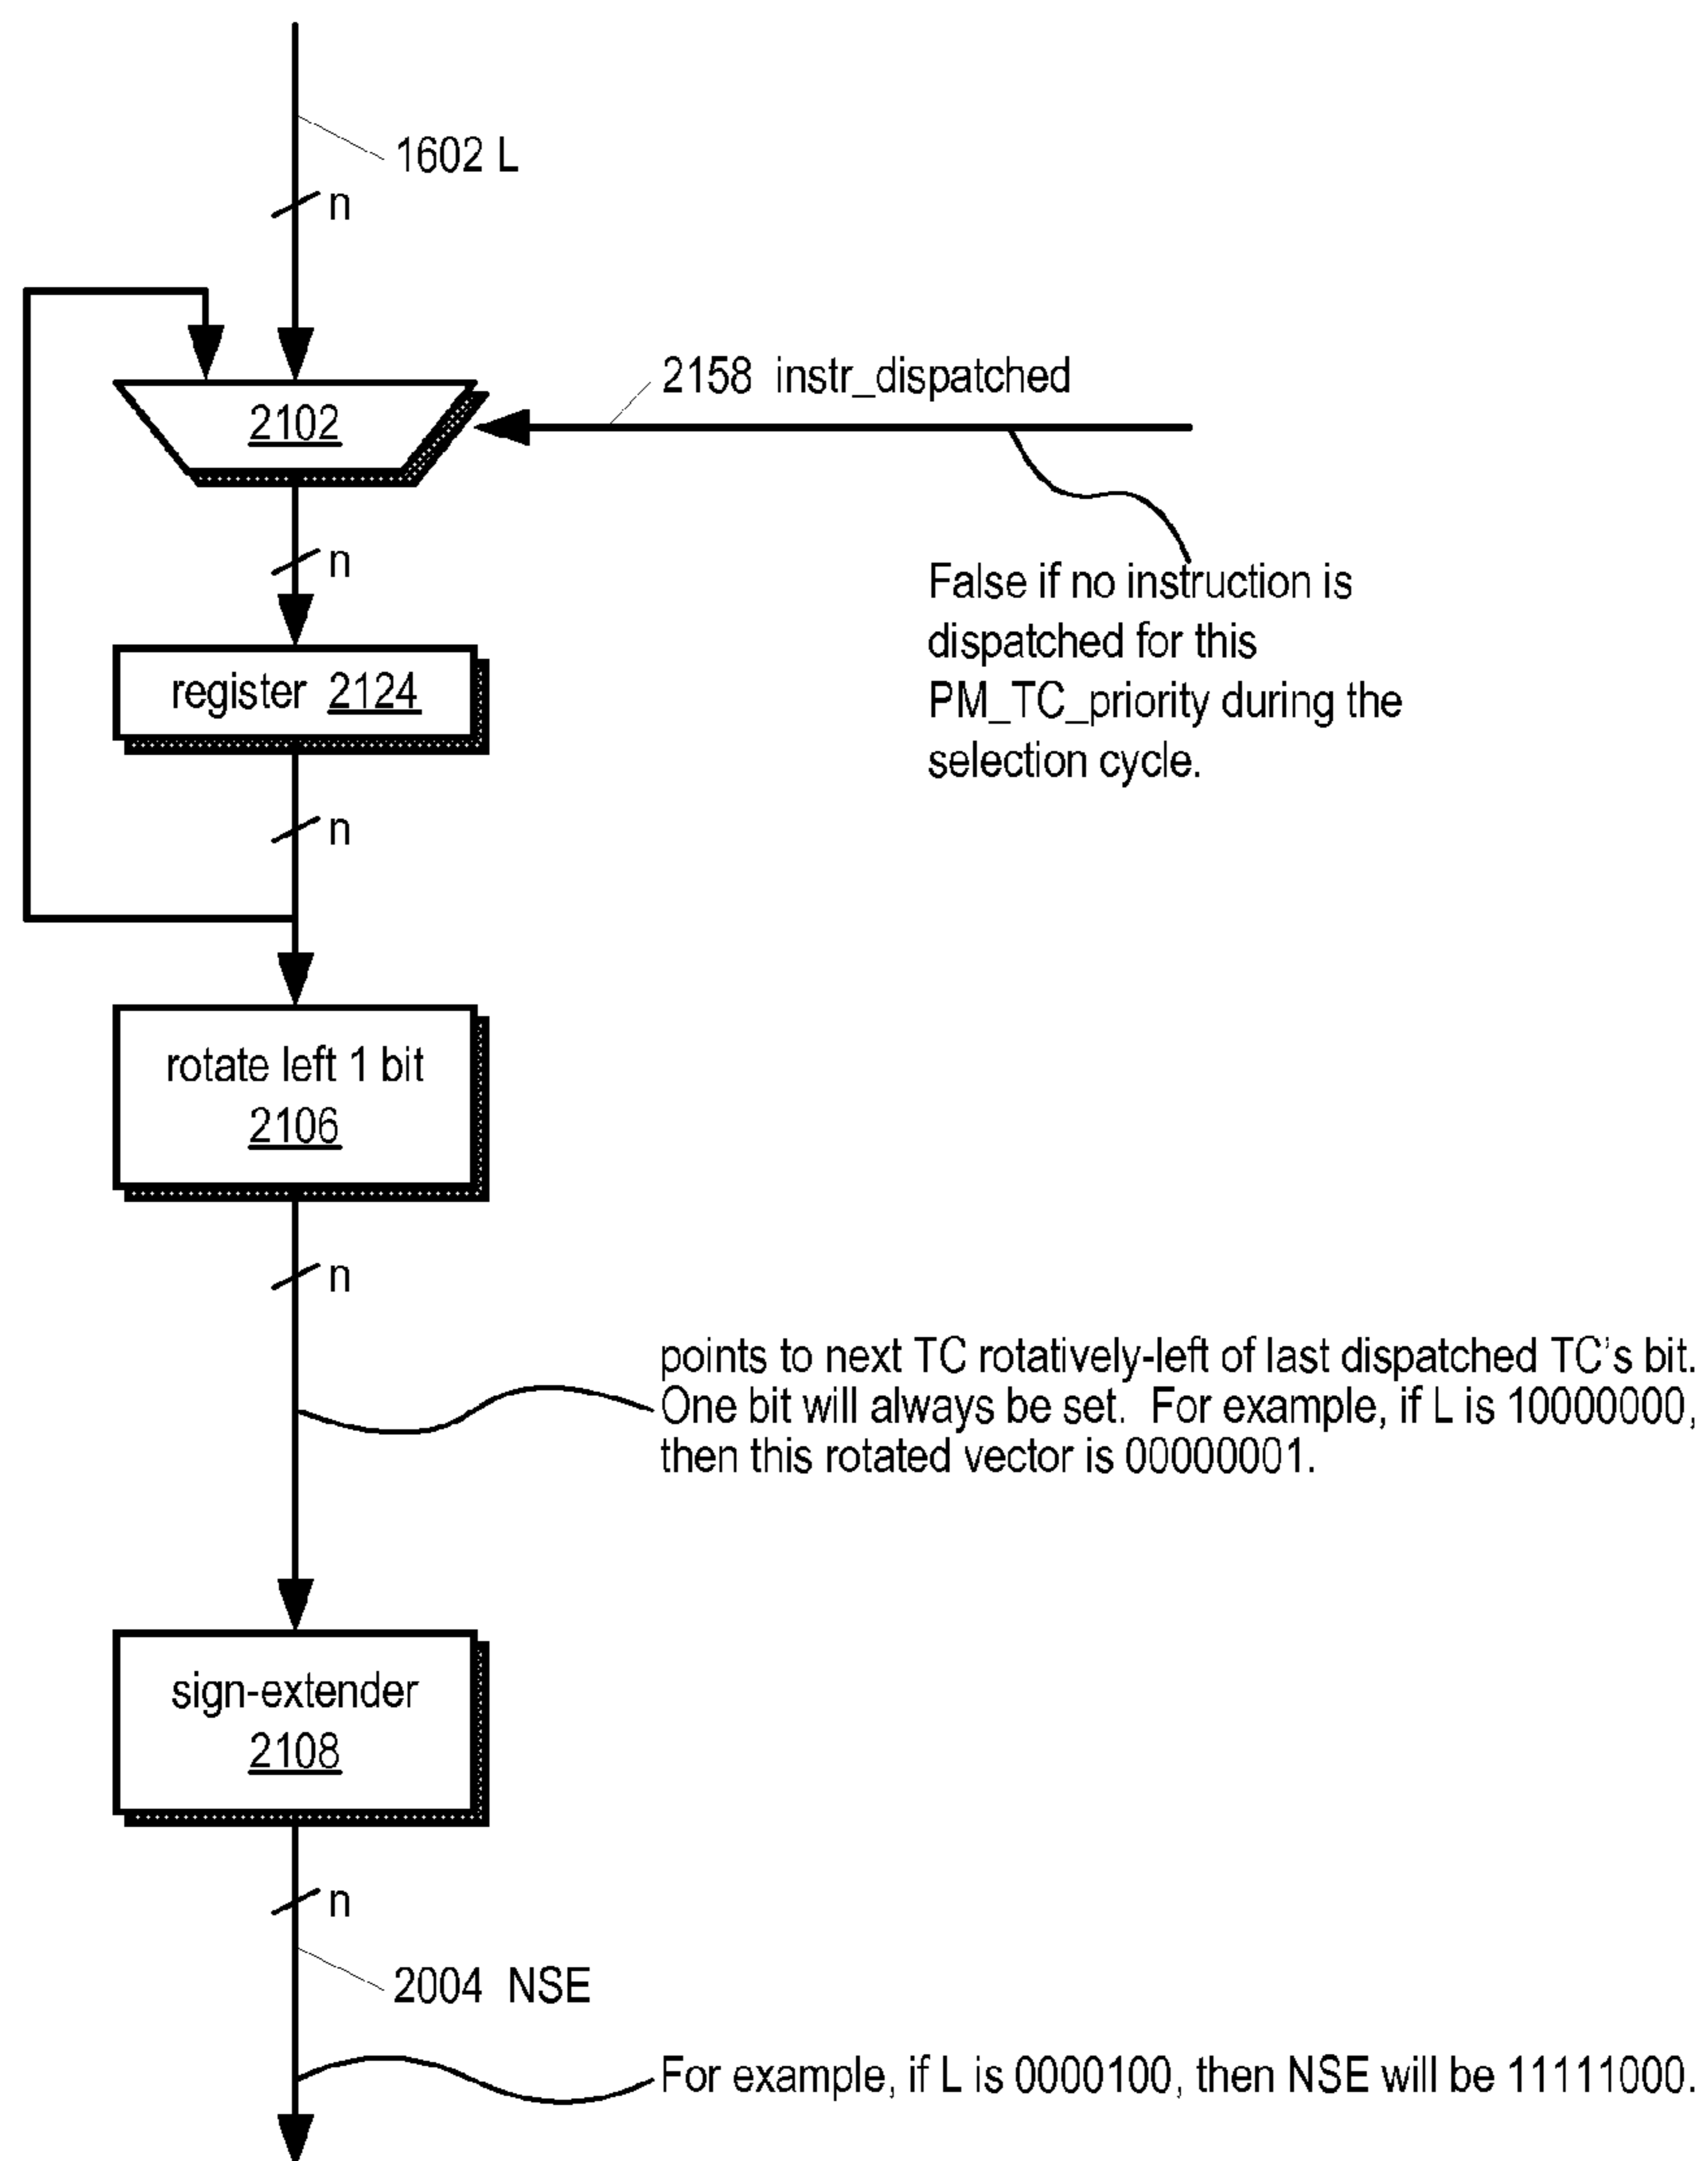 1602 L
n
2158 instr_dispatched
2102
False if no instruction is
dispatched for this
PM_TC_priority during the
selection cycle.
n
register 2124
n
rotate left 1 bit
2106
n
points to next TC rotatively-left of last dispatched TC's bit.
One bit will always be set. For example, if L is 10000000,
then this rotated vector is 00000001.
sign-extender
2108
n
2004 NSE
For example, if L is 0000100, then NSE will be 11111000.